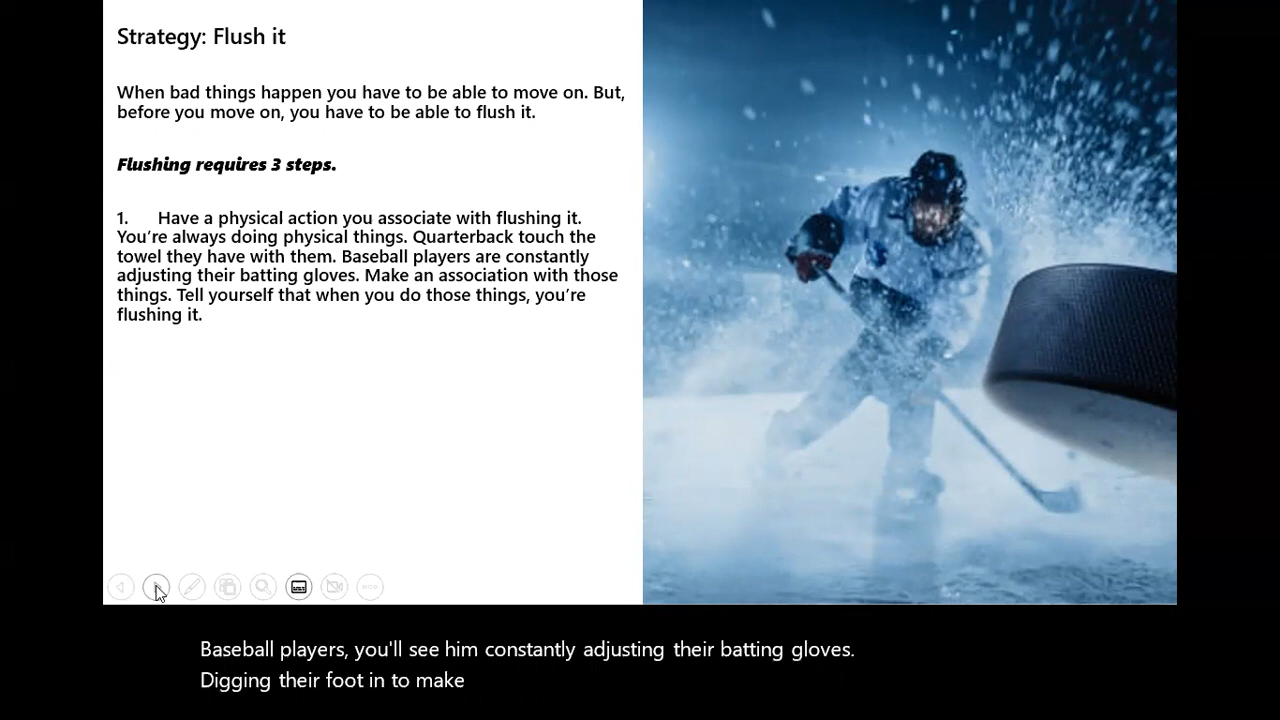 Strategy: Flush it
When bad things happen you have to be able to move on. But,
before you move on, you have to be able to flush it.
Flushing requires 3 steps.
1. Have a physical action you associate with flushing it.
You’re always doing physical things. Quarterback touch the
towel they have with them. Baseball players are constantly
adjusting their batting gloves. Make an association with those
things. Tell yourself that when you do those things, you’re
flushing it.
Baseball players, you'll see him constantly adjusting their batting gloves.
Digging their foot in to make